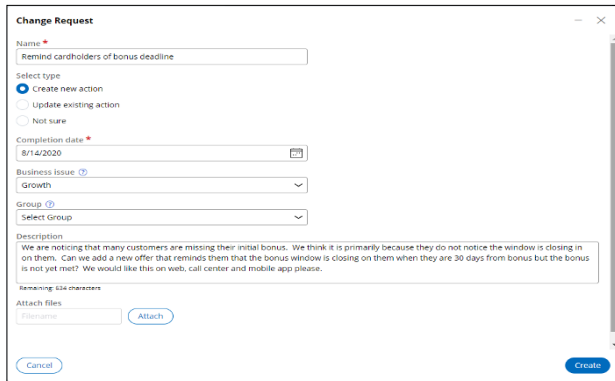 Change Request
Name *
Remind cardholders of bonus deadline
Select type
Create new action
Update existing action
Not sure
Completion date *
8/14/2020
Business issue
Growth
Group
Select Group
Description
We are noticing that many customers are missing their initial bonus. We think it is primarily because they do not notice the window is closing in
on them. Can we add a new offer that reminds them that the bonus window is closing on them when they are 30 days from bonus but the bonus
is not yet met? We would like this on web, call center and mobile app please.
Remaining: 634 characters
Attach files
Filename
Attach
Cancel
Create